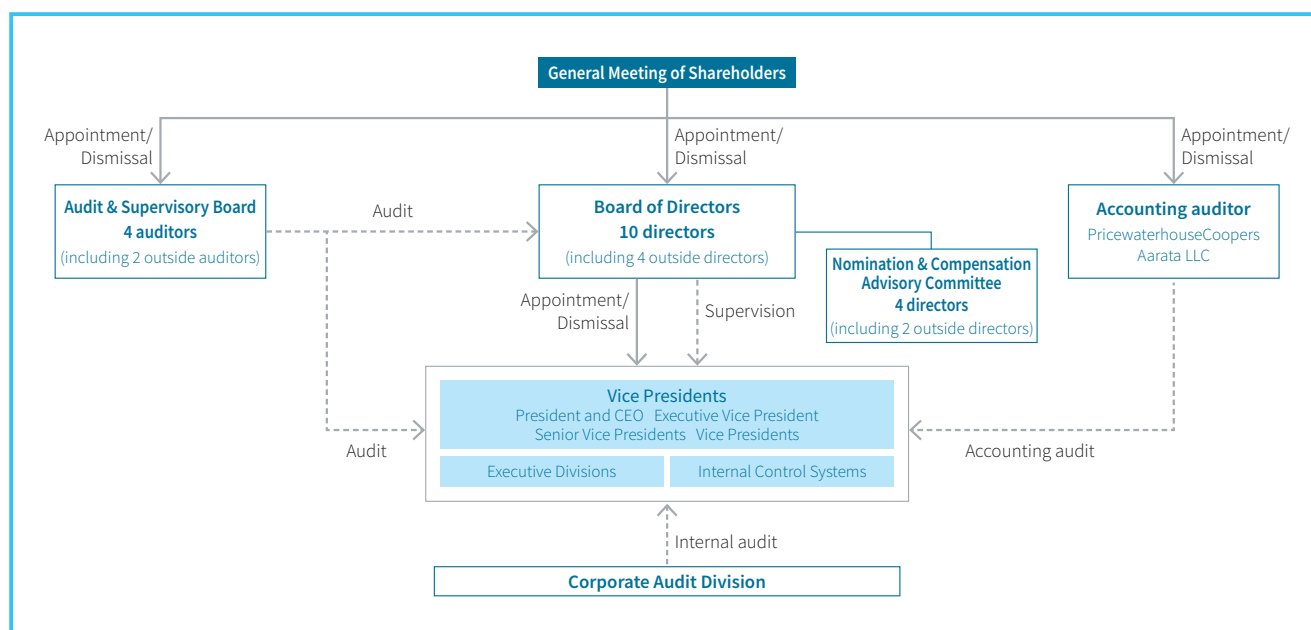 General Meeting of Shareholders
Appointment/
Dismissal
Appointment/
Dismissal
Appointment/
Dismissal
Audit & Supervisory Board
4 auditors
(including 2 outside auditors)
Audit
Board of Directors
10 directors
(including 4 outside directors)
Accounting auditor
PricewaterhouseCoopers
Aarata LLC
Nomination & Compensation
Advisory Committee
4 directors
(including 2 outside directors)
Appointment/
Dismissal
Supervision
Vice Presidents
President and CEO Executive Vice President
Senior Vice Presidents Vice Presidents
Executive Divisions
Internal Control Systems
Audit
Accounting audit
Internal audit
Corporate Audit Division